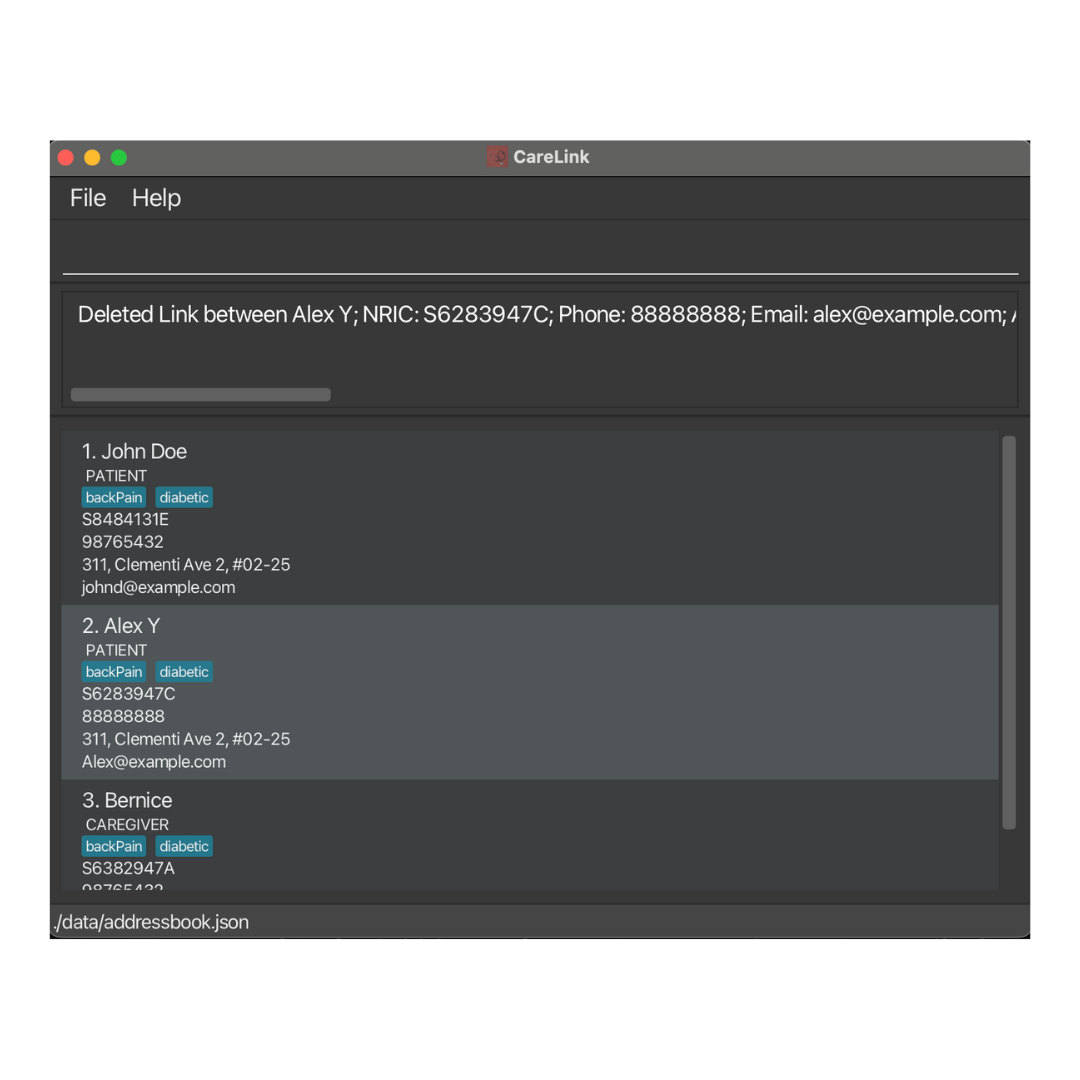 CareLink
File Help
Deleted Link between Alex Y; NRIC: S6283947C; Phone: 88888888; Email: alex@example.com;
1. John Doe
PATIENT
backPain diabetic
S8484131E
98765432
311, Clementi Ave 2, #02-25
johnd@example.com
2. Alex Y
PATIENT
backPain diabetic
S6283947C
88888888
311, Clementi Ave 2, #02-25
Alex@example.com
3. Bernice
CAREGIVER
backPain diabetic
S6382947A
98765432
./data/addressbook.json